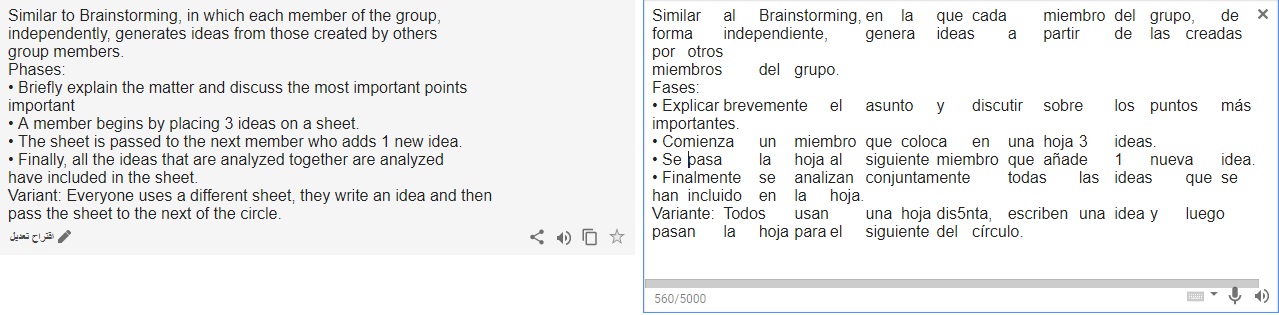 Similar to Brainstorming, in which each member of the group,
independently, generates ideas from those created by others
group members.
Phases:
• Briefly explain the matter and discuss the most important points
important
• A member begins by placing 3 ideas on a sheet.
• The sheet is passed to the next member who adds 1 new idea.
• Finally, all the ideas that are analyzed together are analyzed
have included in the sheet.
Variant: Everyone uses a different sheet, they write an idea and then
pass the sheet to the next of the circle.
اقتراح تعديل
Similar al Brainstorming, en la que cada miembro del grupo, de
forma independiente, genera ideas a partir de las creadas
por otros
miembros del grupo.
Fases:
• Explicar brevemente el asunto y discutir sobre los puntos más
importantes.
• Comienza un miembro que coloca en una hoja 3 ideas.
• Se pasa la hoja al siguiente miembro que añade 1 nueva idea.
• Finalmente se analizan conjuntamente todas las ideas que se
han incluido en la hoja.
Variante: Todos usan una hoja dis5nta, escriben una idea y luego
pasan la hoja para el siguiente del círculo.
560/5000